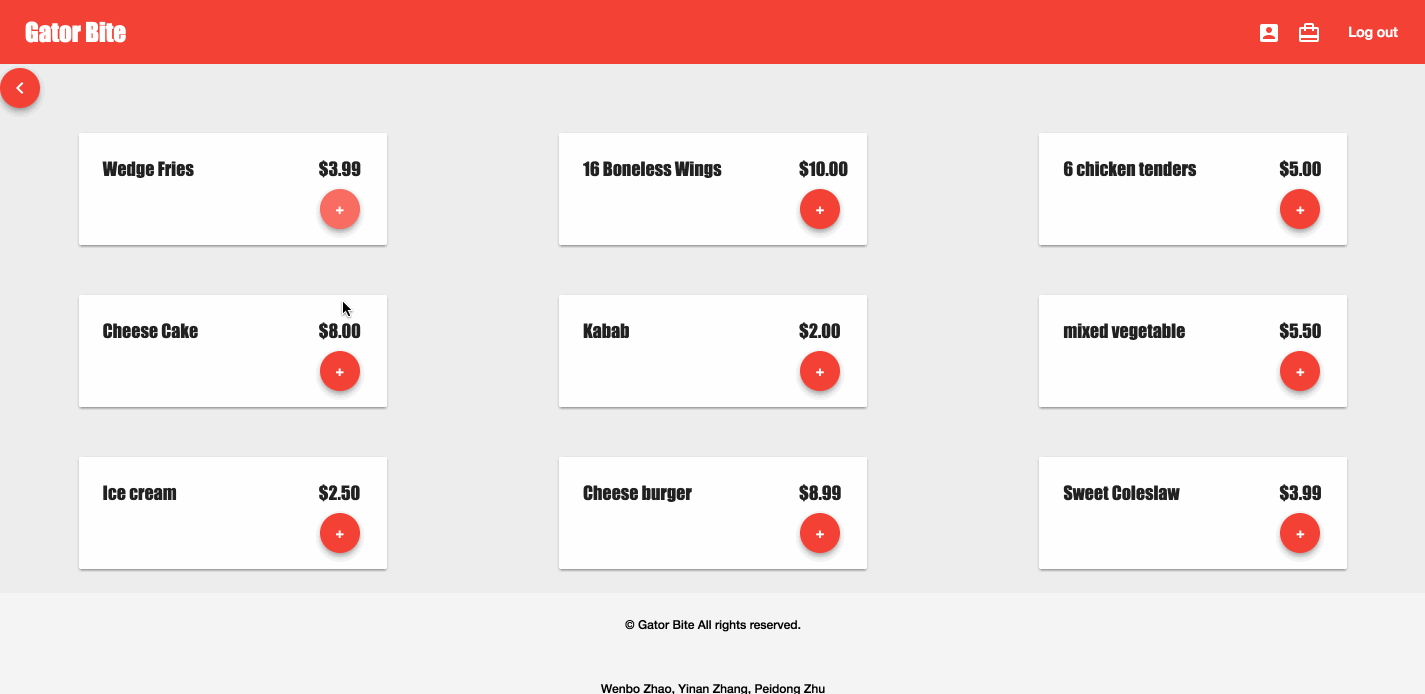 Gator Bite
Log out
Wedge Fries $3.99
+
16 Boneless Wings $10.00
+
6 chicken tenders $5.00
+
Cheese Cake $8.00
+
Kabab $2.00
+
mixed vegetable $5.50
+
Ice cream $2.50
+
Cheese burger $8.99
+
Sweet Coleslaw $3.99
+
© Gator Bite All rights reserved.
Wenbo Zhao, Yinan Zhang, Peidong Zhu